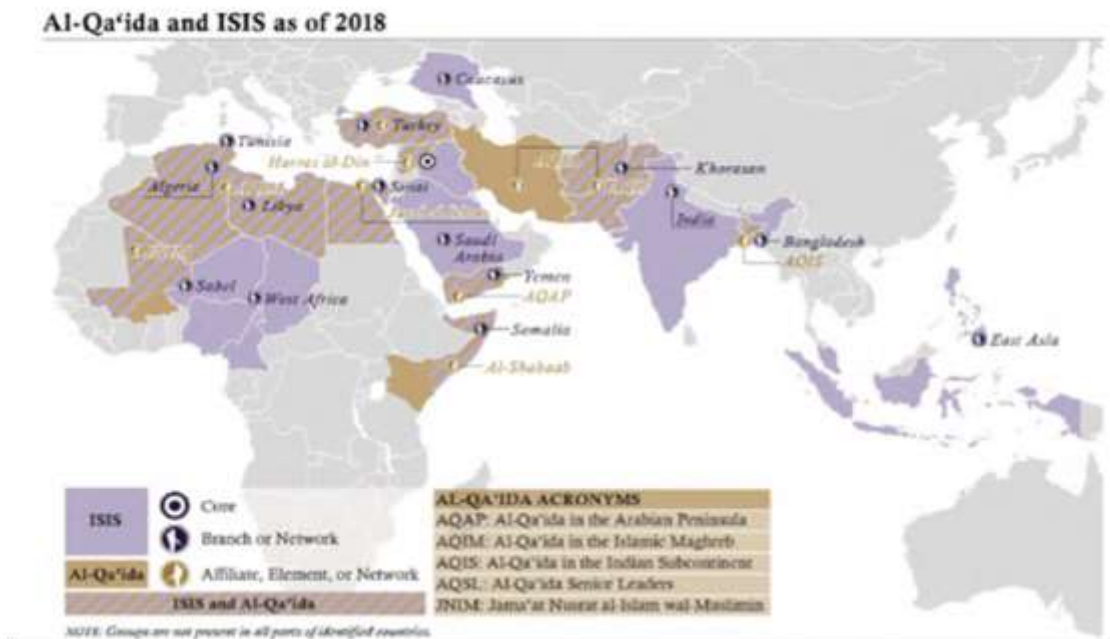 Al-Qa‘ida and ISIS as of 2018
Caucasus
Turkey
Tunisia
Hurras al-Din
Khorasan
Algeria
Sinai
Libya
India
Saudi
Arabia
Bangladesh
AQIS
Yemen
AQAP
Sahel
West Africa
Somalia
East Asia
Al-Shabaab
ISIS
Core
Branch or Network
Al-Qa‘ida
Affiliate, Element, or Network
ISIS and Al-Qa‘ida
AL-QA‘IDA ACRONYMS
AQAP: Al-Qa‘ida in the Arabian Peninsula
AQIM: Al-Qa‘ida in the Islamic Maghreb
AQIS: Al-Qa‘ida in the Indian Subcontinent
AQSL: Al-Qa‘ida Senior Leaders
JNIM: Jama‘at Nusrat al-Islam wal-Muslimin
NOTE: Groups are not present in all parts of identified countries.